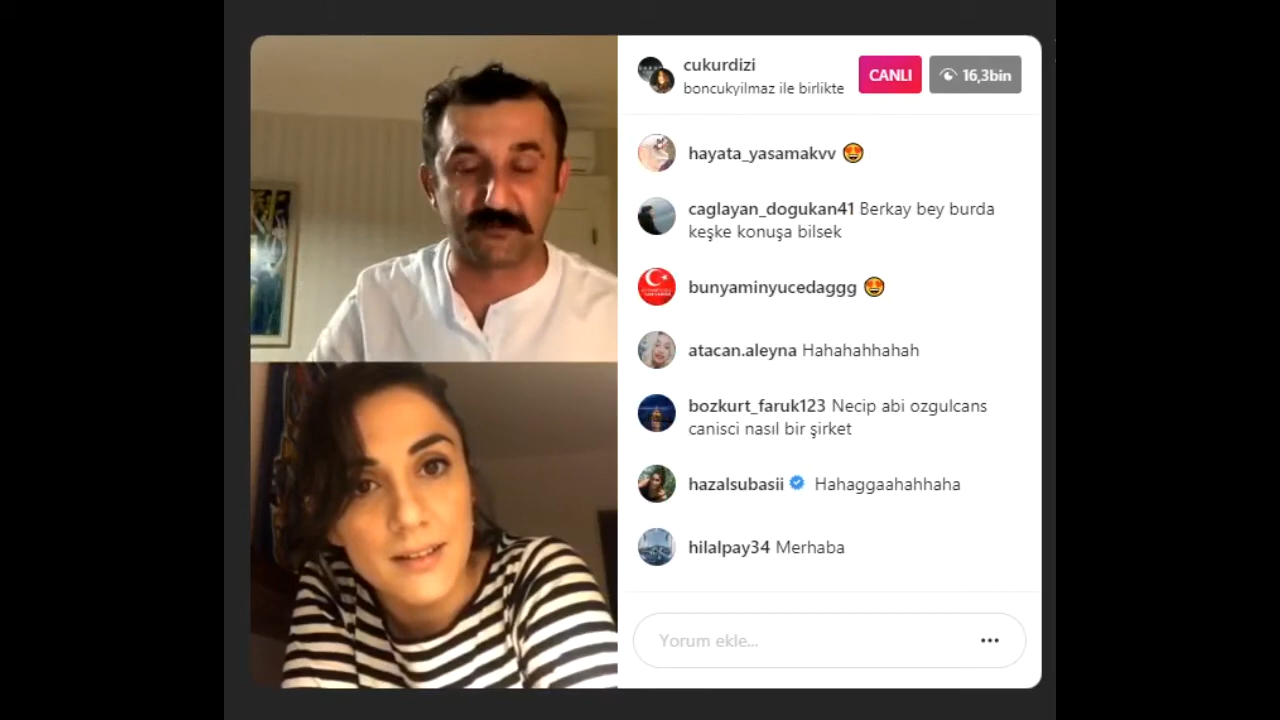 cukurdizi
boncukyilmaz ile birlikte
CANLI
16,3bin
hayata_yasamakvv
caglayan_dogukan41 Berkay bey burda
keşke konuşa bilsek
bunyaminyucedaggg
atacan.aleyna Hahahahhahah
bozkurt_faruk123 Necip abi ozgulcans
canisci nasıl bir şirket
hazalsubasii Hahaggaahahhaha
hilalpay34 Merhaba
Yorum ekle...